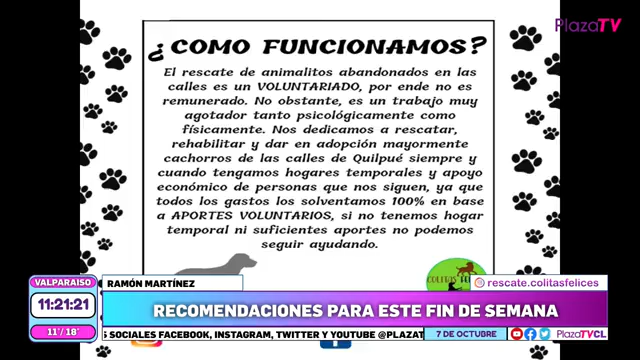 PlazaTV
¿COMO FUNCIONAMOS?
El rescate de animalitos abandonados en las
calles es un VOLUNTARIADO, por ende no es
remunerado. No obstante, es un trabajo muy
agotador tanto psicológicamente como
físicamente. Nos dedicamos a rescatar,
rehabilitar y dar en adopción mayormente
cachorros de las calles de Quilpué siempre y
cuando tengamos hogares temporales y apoyo
económico de personas que nos siguen, ya que
todos los gastos los solventamos 100% en base
a APORTES VOLUNTARIOS, si no tenemos hogar
temporal ni suficientes aportes no podemos
seguir ayudando.
COLITAS
VALPARAISO
RAMÓN MARTÍNEZ
rescate.colitasfelices
11:21:21
RECOMENDACIONES PARA ESTE FIN DE SEMANA
11°/ 18°
S SOCIALES FACEBOOK, INSTAGRAM, TWITTER Y YOUTUBE @PLAZAT
7 DE OCTUBRE
PlazaTVCL